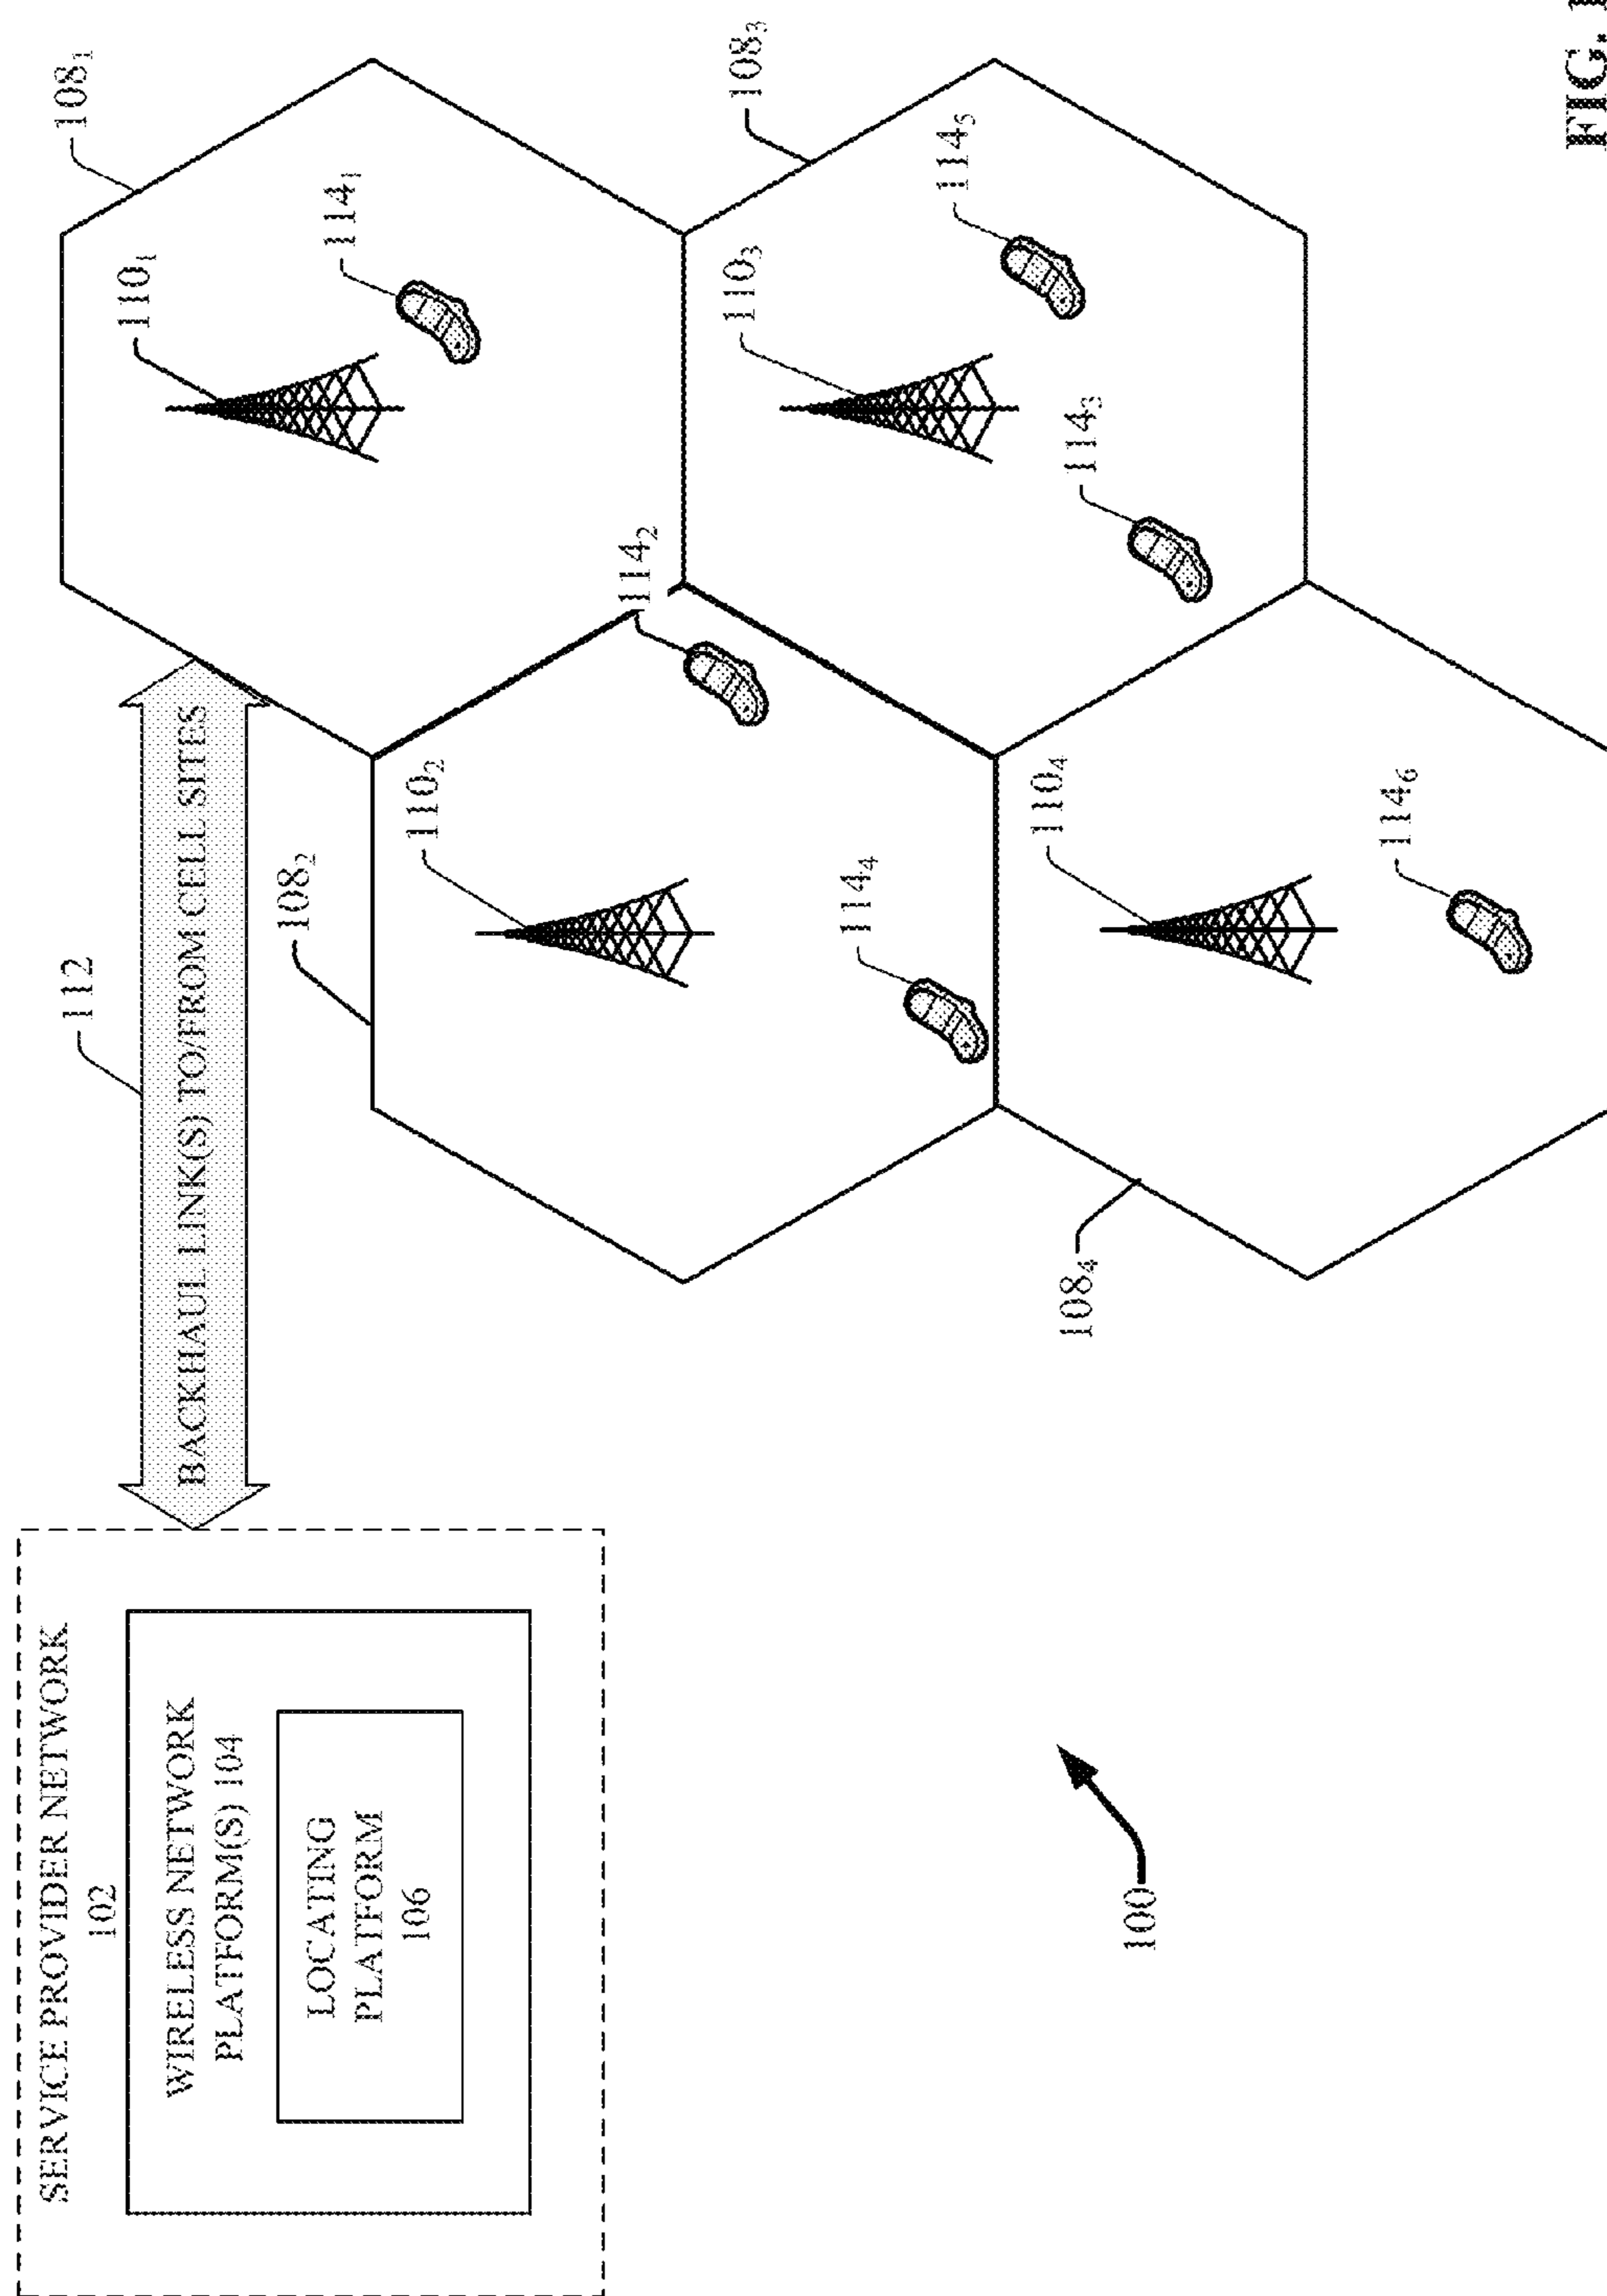 SERVICE PROVIDER NETWORK
102
WIRELESS NETWORK
PLATFORM(S) 104
LOCATING
PLATFORM
106
112
BACKHAUL LINK(S) TO/FROM CELL SITES
108₁
110₁
114₁
108₂
110₂
114₂
114₄
108₃
110₃
114₅
114₃
108₄
110₄
114₆
100
FIG. 1